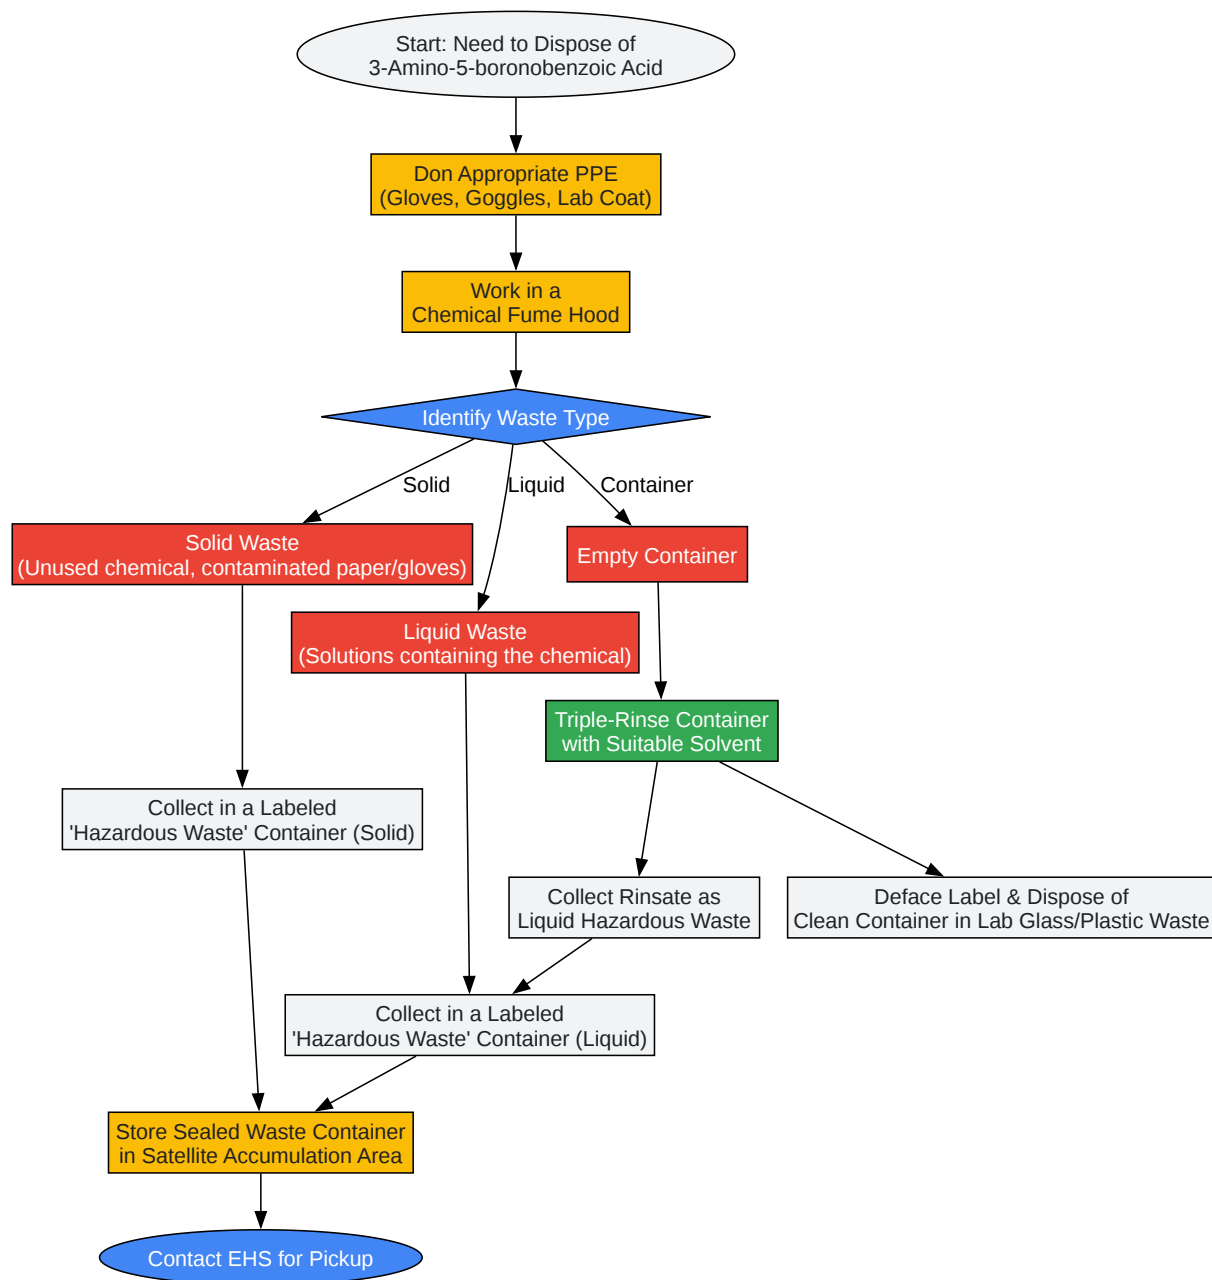 Start: Need to Dispose of
3-Amino-5-boronobenzoic Acid
Don Appropriate PPE
(Gloves, Goggles, Lab Coat)
Work in a
Chemical Fume Hood
Identify Waste Type
Solid
Liquid
Container
Solid Waste
(Unused chemical, contaminated paper/gloves)
Empty Container
Liquid Waste
(Solutions containing the chemical)
Triple-Rinse Container
with Suitable Solvent
Collect in a Labeled
'Hazardous Waste' Container (Solid)
Collect Rinsate as
Liquid Hazardous Waste
Deface Label & Dispose of
Clean Container in Lab Glass/Plastic Waste
Collect in a Labeled
'Hazardous Waste' Container (Liquid)
Store Sealed Waste Container
in Satellite Accumulation Area
Contact EHS for Pickup